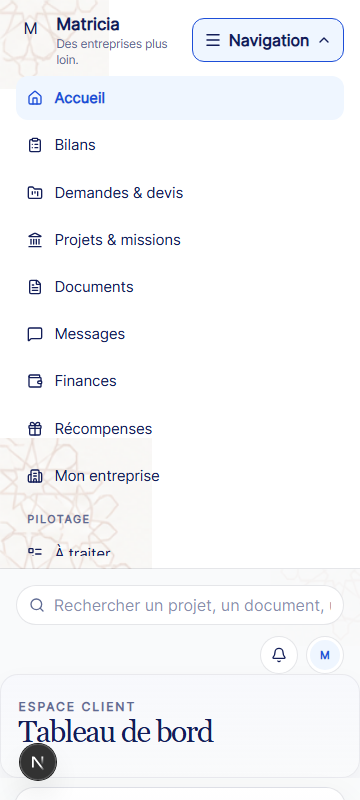 M
Matricia
Des entreprises plus
loin.
Navigation
Accueil
Bilans
Demandes & devis
Projets & missions
Documents
Messages
Finances
Récompenses
Mon entreprise
PILOTAGE
À traiter
Rechercher un projet, un document,
M
ESPACE CLIENT
Tableau de bord
N